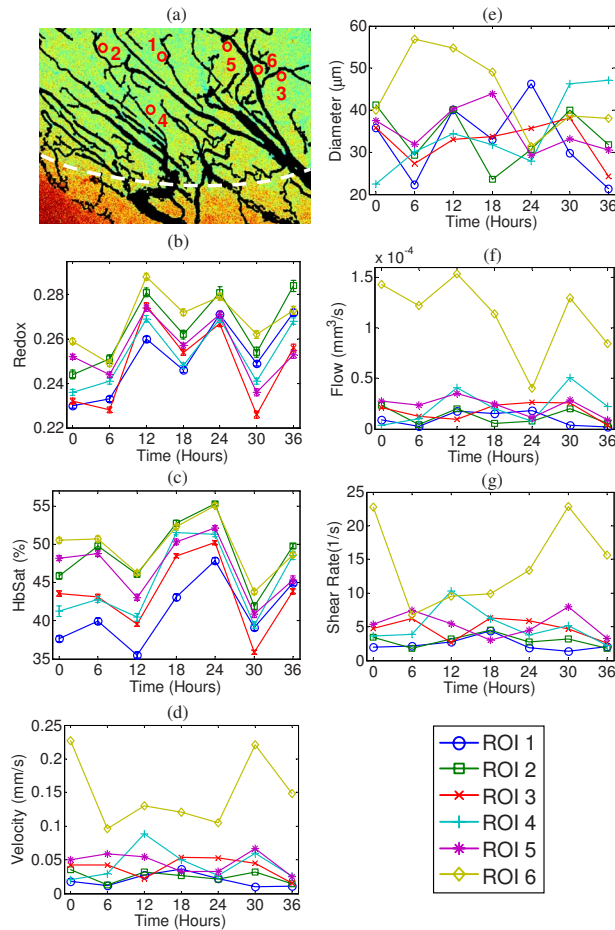 (a)
1
2
5
6
3
4
(b)
0.28
0.26
0.24
0.22
Redox
0 6 12 18 24 30 36
Time (Hours)
(c)
55
50
45
40
35
HbSat (%)
0 6 12 18 24 30 36
Time (Hours)
(d)
0.25
0.2
0.15
0.1
0.05
0
Velocity (mm/s)
0 6 12 18 24 30 36
Time (Hours)
(e)
60
50
40
30
20
Diameter (μm)
0 6 12 18 24 30 36
Time (Hours)
(f)
x 10-4
1.5
1
0.5
0
Flow (mm3/s)
0 6 12 18 24 30 36
Time (Hours)
(g)
25
20
15
10
5
0
Shear Rate(1/s)
0 6 12 18 24 30 36
Time (Hours)
ROI 1
ROI 2
ROI 3
ROI 4
ROI 5
ROI 6